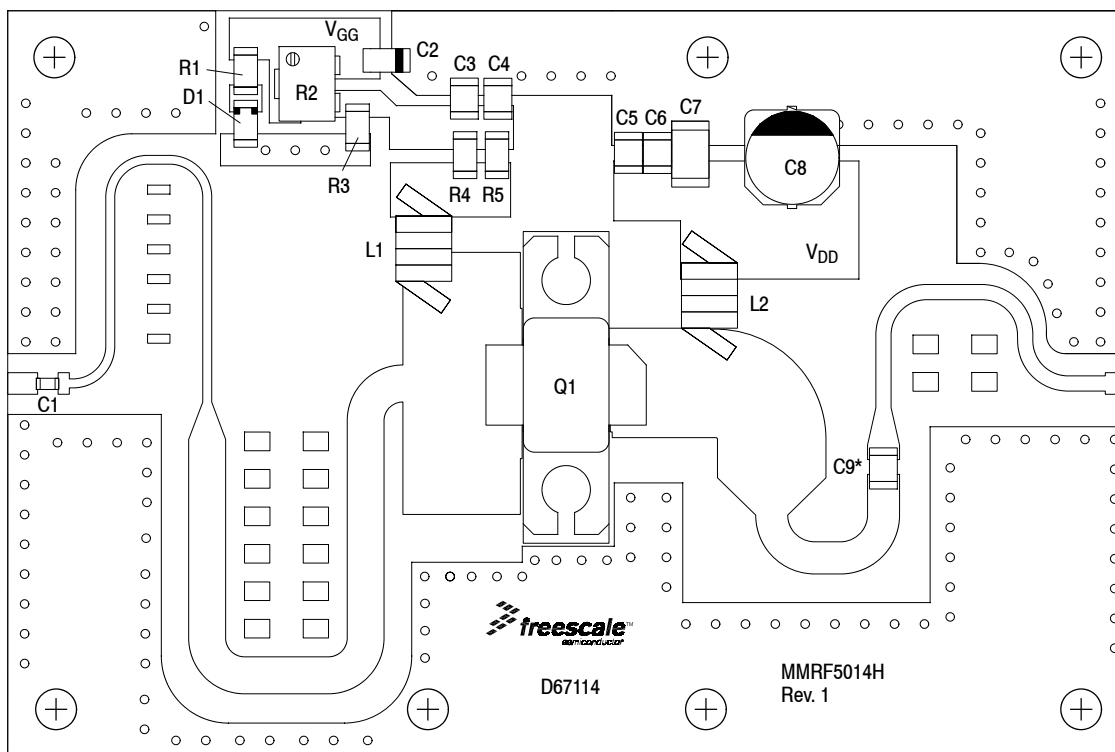 VGG
C2
R1
R2
C3 C4
D1
C5 C6
C7
R3
C8
R4 R5
L1
VDD
L2
Q1
C1
C9*
freescale™
semiconductor
D67114
MMRF5014H
Rev. 1